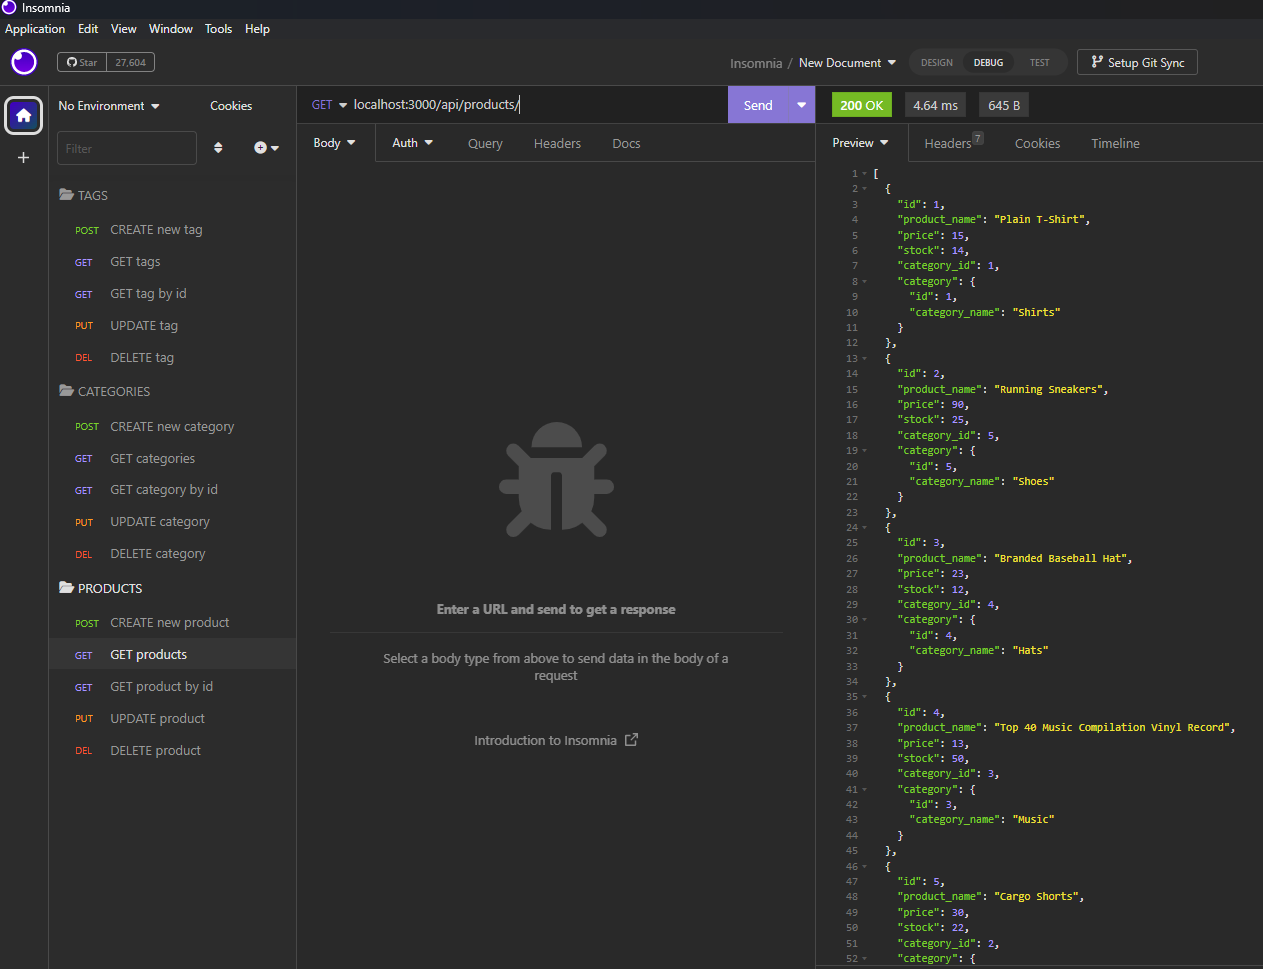 Insomnia
Application Edit View Window Tools Help
Star 27,604
Insomnia / New Document
DESIGN DEBUG TEST
Setup Git Sync
No Environment
Cookies
Filter
TAGS
POST CREATE new tag
GET GET tags
GET GET tag by id
PUT UPDATE tag
DEL DELETE tag
CATEGORIES
POST CREATE new category
GET GET categories
GET GET category by id
PUT UPDATE category
DEL DELETE category
PRODUCTS
POST CREATE new product
GET GET products
GET GET product by id
PUT UPDATE product
DEL DELETE product
GET localhost:3000/api/products/
Send
Body Auth Query Headers Docs
Enter a URL and send to get a response
Select a body type from above to send data in the body of a
request
Introduction to Insomnia
200 OK 4.64 ms 645 B
Preview Headers 7 Cookies Timeline
1 [
2 {
3 "id": 1,
4 "product_name": "Plain T-Shirt",
5 "price": 15,
6 "stock": 14,
7 "category_id": 1,
8 "category": {
9 "id": 1,
10 "category_name": "Shirts"
11 }
12 },
13 {
14 "id": 2,
15 "product_name": "Running Sneakers",
16 "price": 90,
17 "stock": 25,
18 "category_id": 5,
19 "category": {
20 "id": 5,
21 "category_name": "Shoes"
22 }
23 },
24 {
25 "id": 3,
26 "product_name": "Branded Baseball Hat",
27 "price": 23,
28 "stock": 12,
29 "category_id": 4,
30 "category": {
31 "id": 4,
32 "category_name": "Hats"
33 }
34 },
35 {
36 "id": 4,
37 "product_name": "Top 40 Music Compilation Vinyl Record",
38 "price": 13,
39 "stock": 50,
40 "category_id": 3,
41 "category": {
42 "id": 3,
43 "category_name": "Music"
44 }
45 },
46 {
47 "id": 5,
48 "product_name": "Cargo Shorts",
49 "price": 30,
50 "stock": 22,
51 "category_id": 2,
52 "category": {